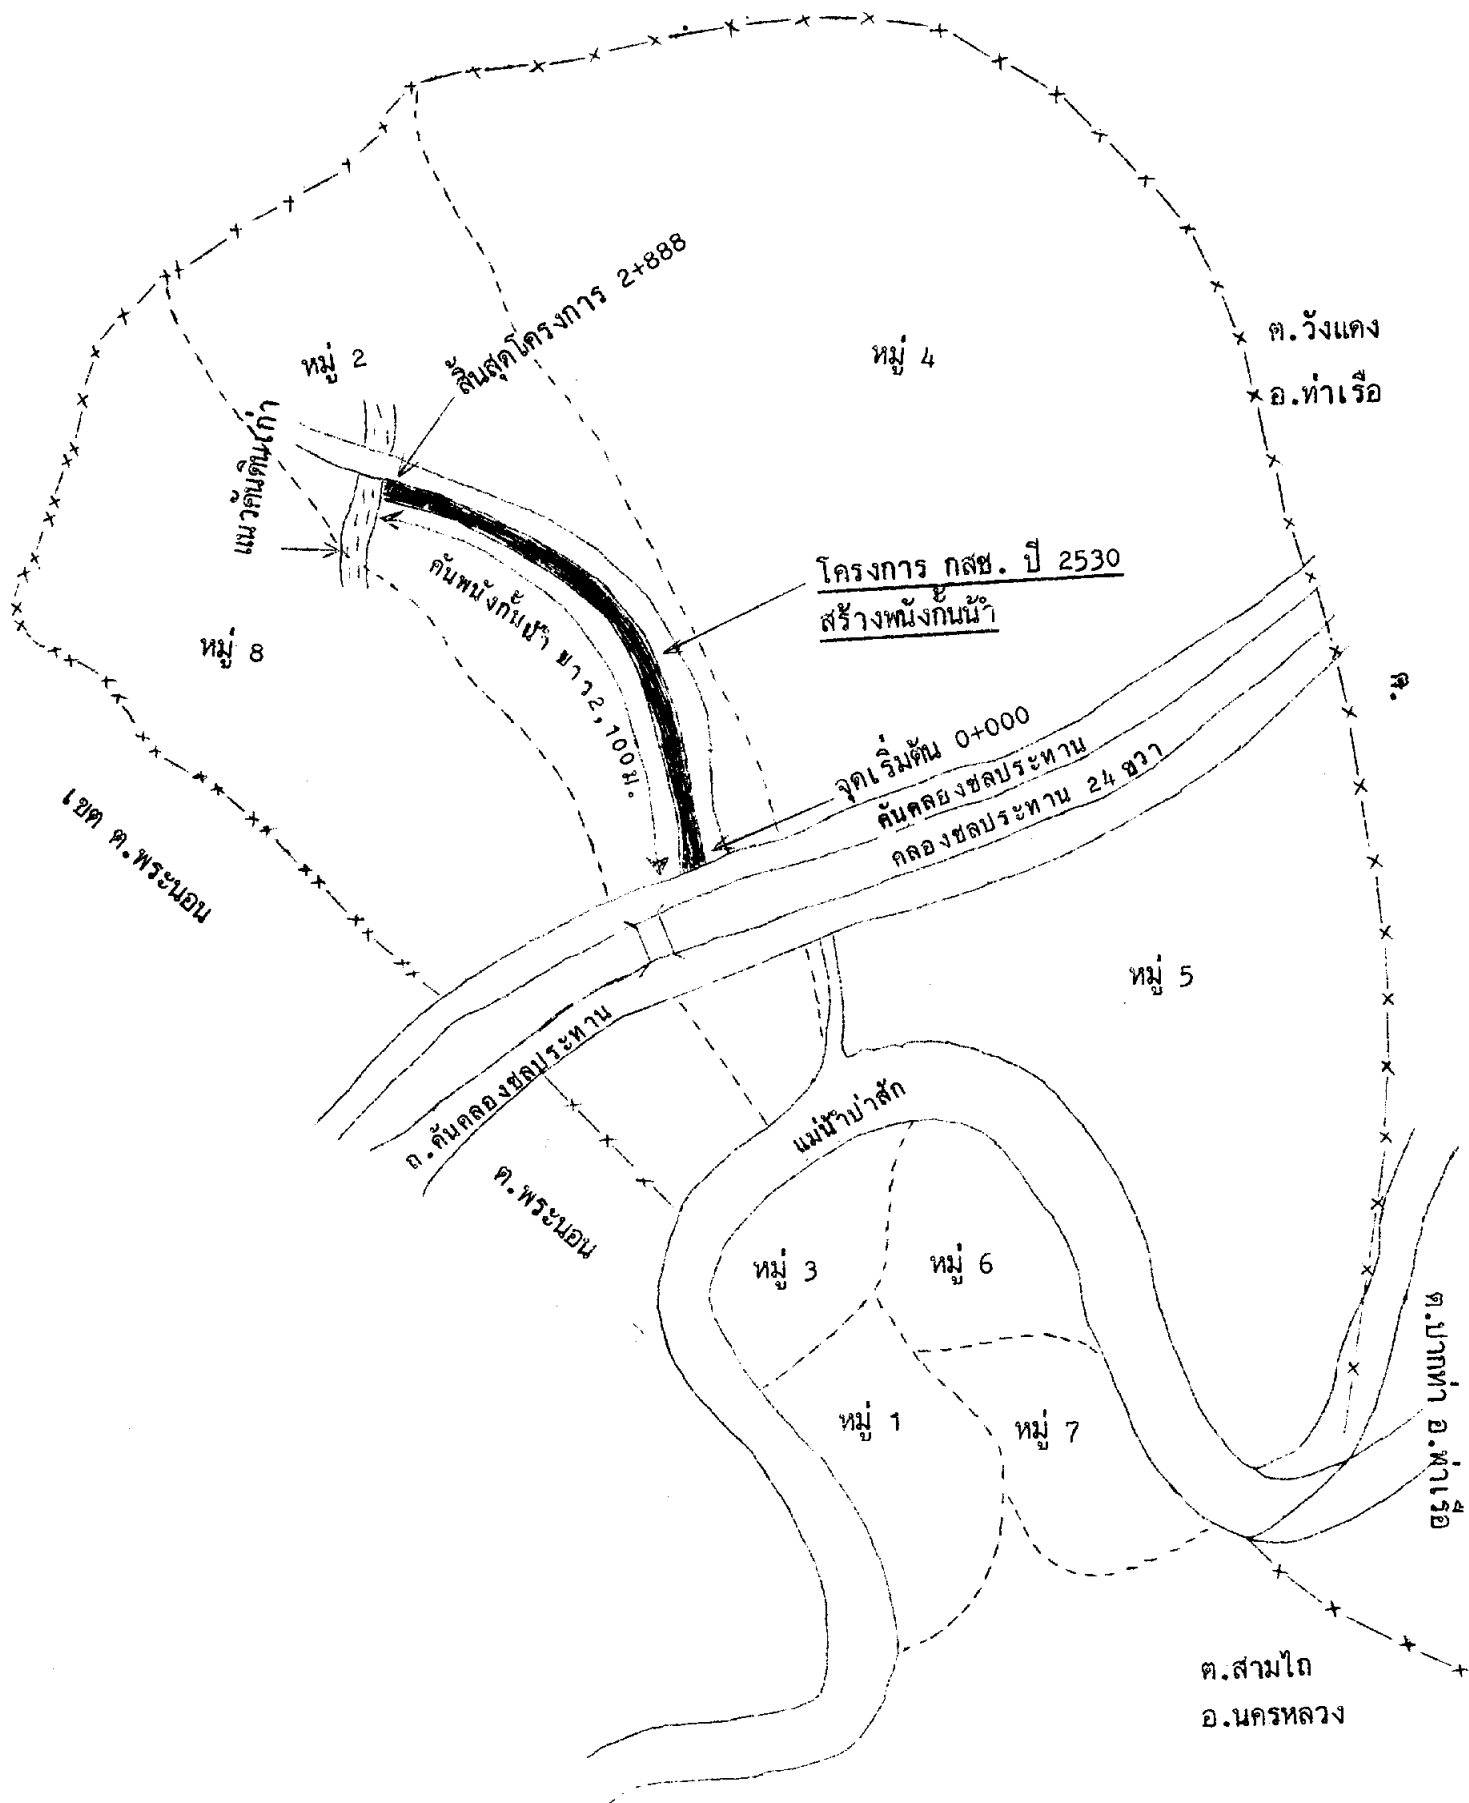 สิ้นสุดโครงการ 2+888
ต.วังแดง
อ.ท่าเรือ
หมู่ 2
หมู่ 4
แนวคันดินเก่า
โครงการ กสช. ปี 2530
สร้างพนังกั้นน้ำ
คันพนังกั้นน้ำ ยาว 2,100 ม.
หมู่ 8
จุดเริ่มต้น 0+000
คันคลองชลประทาน
คลองชลประทาน 24 ขวา
เขต ต.พระนอน
หมู่ 5
ถ.คันคลองชลประทาน
แม่น้ำป่าสัก
ต.พระนอน
หมู่ 3
หมู่ 6
ต.ปากท่า อ.ท่าเรือ
หมู่ 1
หมู่ 7
ต.สามไถ
อ.นครหลวง